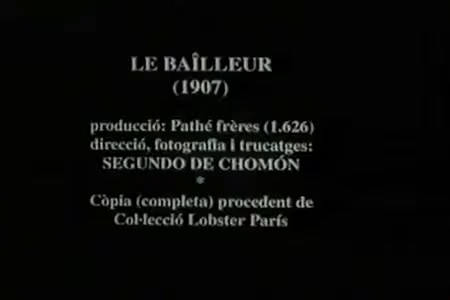 LE BAÎLLEUR
(1907)
producció: Pathé frères (1.626)
direcció, fotografia i trucatges:
SEGUNDO DE CHOMÓN
*
Còpia (completa) procedent de
Col·lecció Lobster París